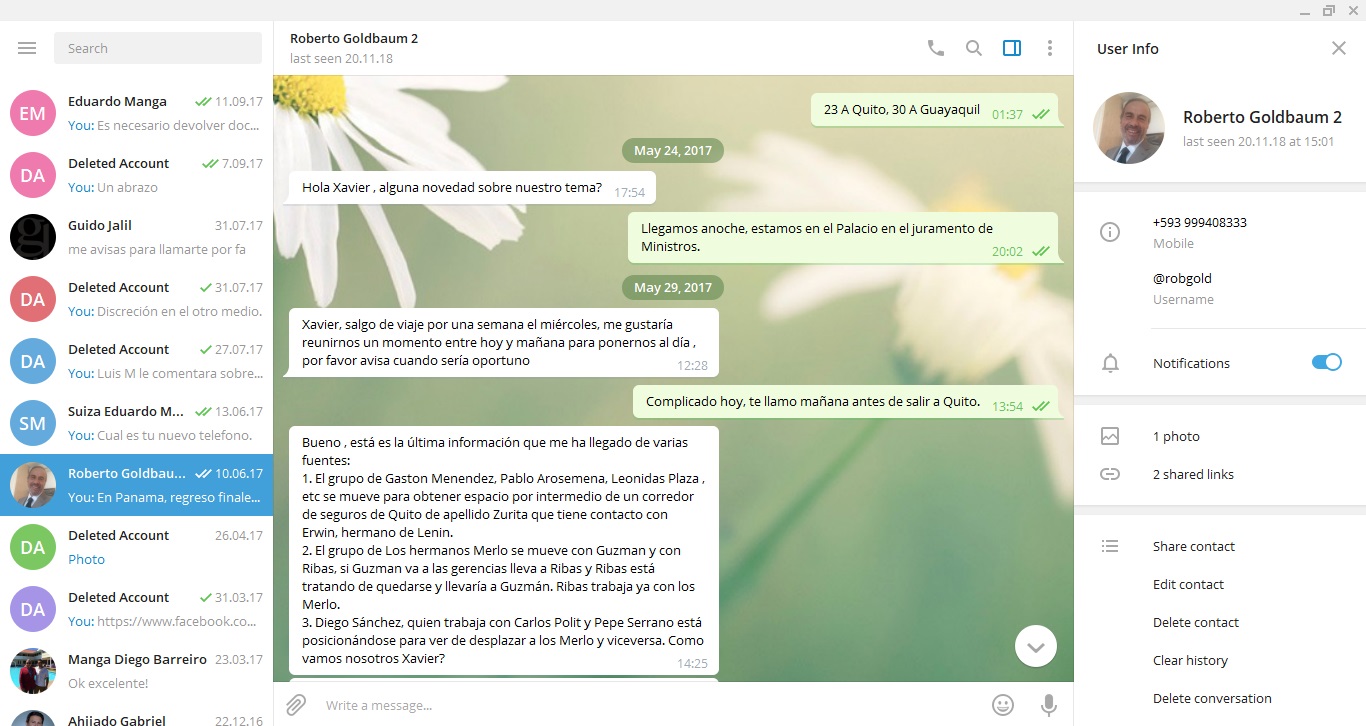 Search
EM
Eduardo Manga
11.09.17
You: Es necesario devolver doc...
DA
Deleted Account
7.09.17
You: Un abrazo
Guido Jalil
31.07.17
me avisas para llamarte por fa
DA
Deleted Account
31.07.17
You: Discreción en el otro medio.
DA
Deleted Account
27.07.17
You: Luis M le comentara sobre...
SM
Suiza Eduardo M...
13.06.17
You: Cual es tu nuevo telefono.
Roberto Goldbau...
10.06.17
You: En Panama, regreso finale...
DA
Deleted Account
26.04.17
Photo
DA
Deleted Account
31.03.17
You: https://www.facebook.co...
Manga Diego Barreiro
23.03.17
Ok excelente!
Ahijado Gabriel
22.12.16
Roberto Goldbaum 2
last seen 20.11.18
23 A Quito, 30 A Guayaquil
01:37
May 24, 2017
Hola Xavier , alguna novedad sobre nuestro tema?
17:54
Llegamos anoche, estamos en el Palacio en el juramento de
Ministros.
20:02
May 29, 2017
Xavier, salgo de viaje por una semana el miércoles, me gustaría
reunirnos un momento entre hoy y mañana para ponernos al día ,
por favor avisa cuando sería oportuno
12:28
Complicado hoy, te llamo mañana antes de salir a Quito.
13:54
Bueno , está es la última información que me ha llegado de varias
fuentes:
1. El grupo de Gaston Menendez, Pablo Arosemena, Leonidas Plaza ,
etc se mueve para obtener espacio por intermedio de un corredor
de seguros de Quito de apellido Zurita que tiene contacto con
Erwin, hermano de Lenin.
2. El grupo de Los hermanos Merlo se mueve con Guzman y con
Ribas, si Guzman va a las gerencias lleva a Ribas y Ribas está
tratando de quedarse y llevaría a Guzmán. Ribas trabaja ya con los
Merlo.
3. Diego Sánchez, quien trabaja con Carlos Polit y Pepe Serrano está
posicionándose para ver de desplazar a los Merlo y viceversa. Como
vamos nosotros Xavier?
14:25
Write a message...
User Info
Roberto Goldbaum 2
last seen 20.11.18 at 15:01
+593 999408333
Mobile
@robgold
Username
Notifications
1 photo
2 shared links
Share contact
Edit contact
Delete contact
Clear history
Delete conversation